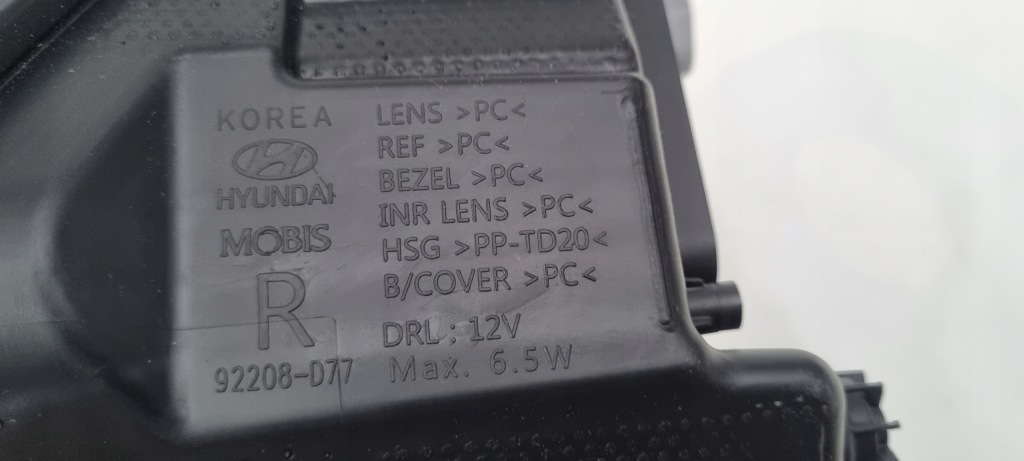 KOREA
HYUNDAI
MOBIS
R
92208-D77
LENS >PC<
REF >PC<
BEZEL >PC<
INR LENS >PC<
HSG >PP-TD20<
B/COVER >PC<
DRL : 12V
Max. 6.5W